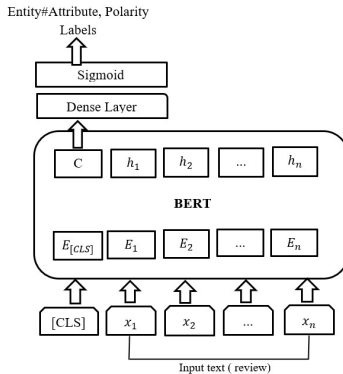 Entity#Attribute, Polarity
Labels
Sigmoid
Dense Layer
C h₁ h₂ ... hₙ
BERT
E[CLS] E₁ E₂ ... Eₙ
[CLS] x₁ x₂ ... xₙ
Input text ( review)